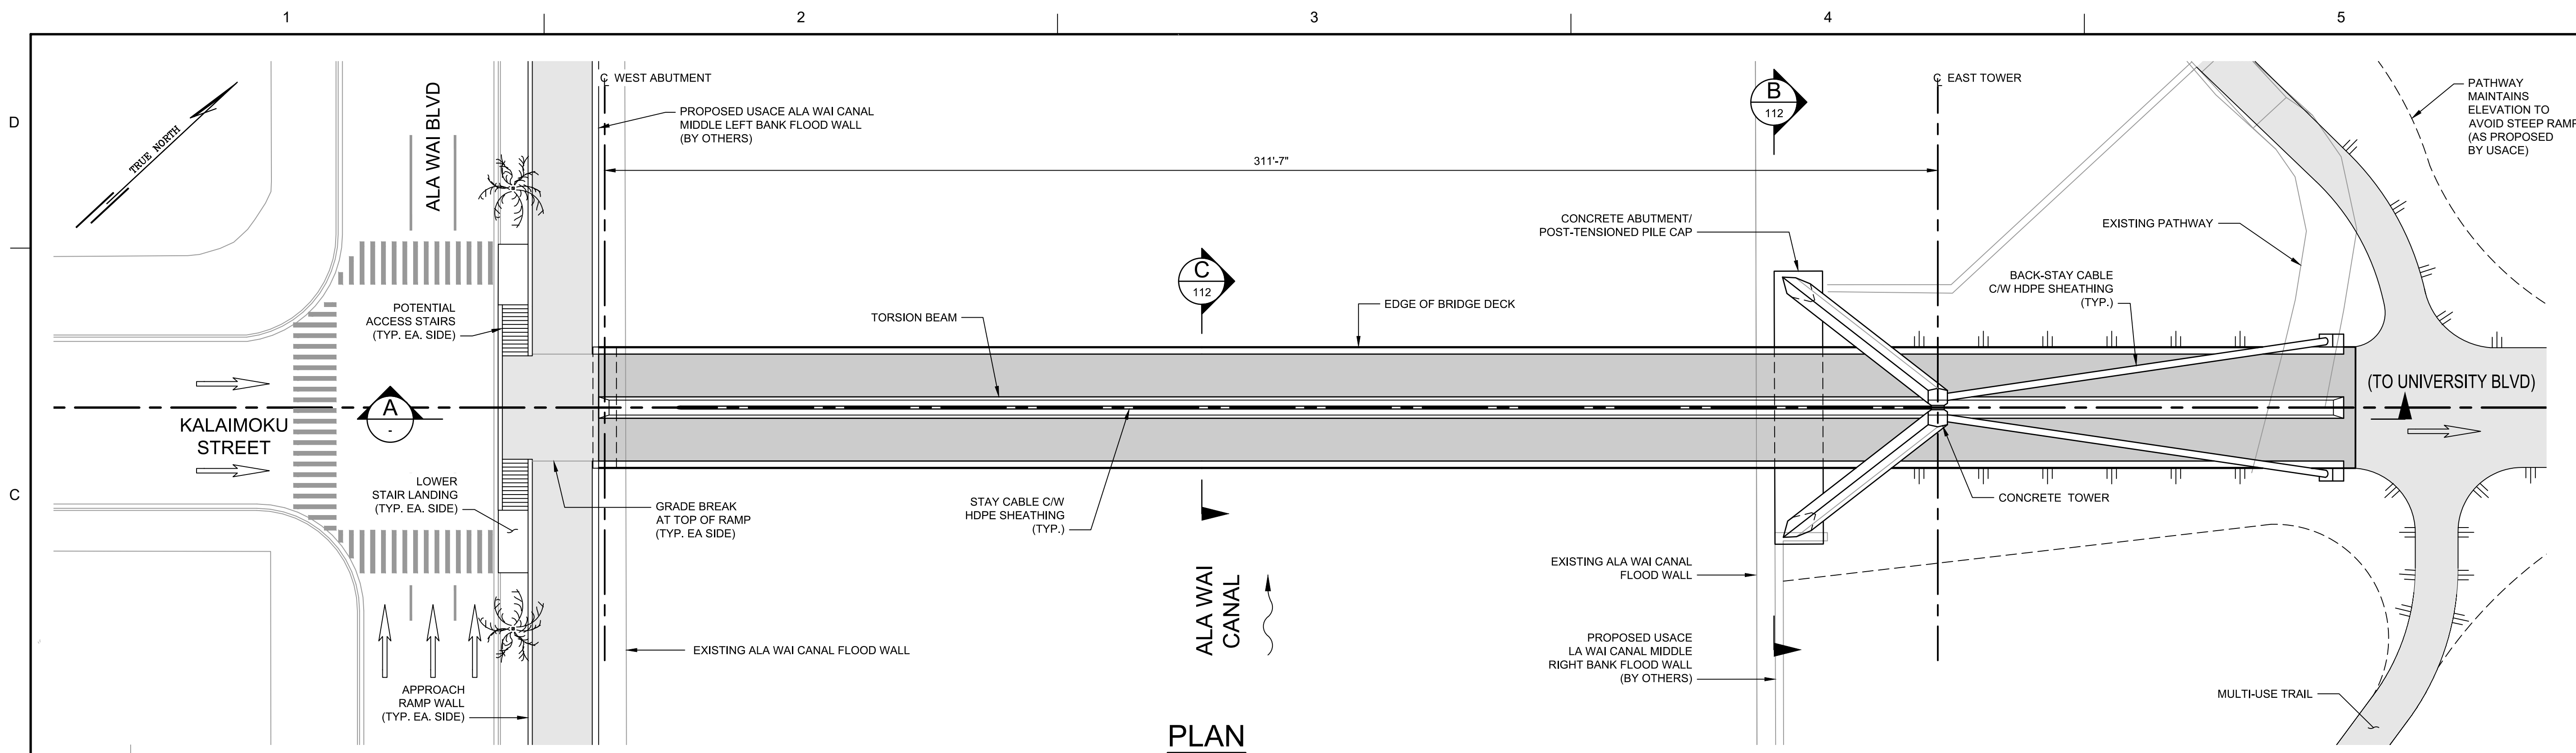 1
2
3
4
5
D
C
TRUE NORTH
ALA WAI BLVD
C WEST ABUTMENT
L
PROPOSED USACE ALA WAI CANAL
MIDDLE LEFT BANK FLOOD WALL
(BY OTHERS)
311'-7"
B
112
C EAST TOWER
L
PATHWAY
MAINTAINS
ELEVATION TO
AVOID STEEP RAMP
(AS PROPOSED
BY USACE)
CONCRETE ABUTMENT/
POST-TENSIONED PILE CAP
EXISTING PATHWAY
C
112
BACK-STAY CABLE
C/W HDPE SHEATHING
(TYP.)
POTENTIAL
ACCESS STAIRS
(TYP. EA. SIDE)
TORSION BEAM
EDGE OF BRIDGE DECK
A
-
KALAIMOKU
STREET
(TO UNIVERSITY BLVD)
LOWER
STAIR LANDING
(TYP. EA. SIDE)
GRADE BREAK
AT TOP OF RAMP
(TYP. EA SIDE)
STAY CABLE C/W
HDPE SHEATHING
(TYP.)
CONCRETE TOWER
ALA WAI
CANAL
EXISTING ALA WAI CANAL
FLOOD WALL
EXISTING ALA WAI CANAL FLOOD WALL
PROPOSED USACE
LA WAI CANAL MIDDLE
RIGHT BANK FLOOD WALL
(BY OTHERS)
APPROACH
RAMP WALL
(TYP. EA. SIDE)
MULTI-USE TRAIL
PLAN